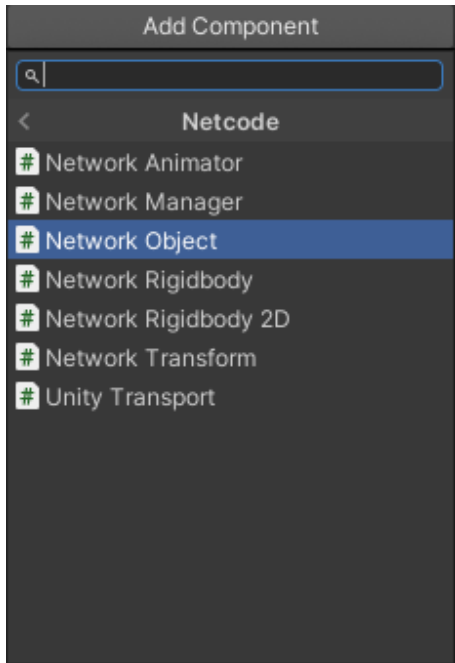 Add Component
Netcode
# Network Animator
# Network Manager
# Network Object
# Network Rigidbody
# Network Rigidbody 2D
# Network Transform
# Unity Transport